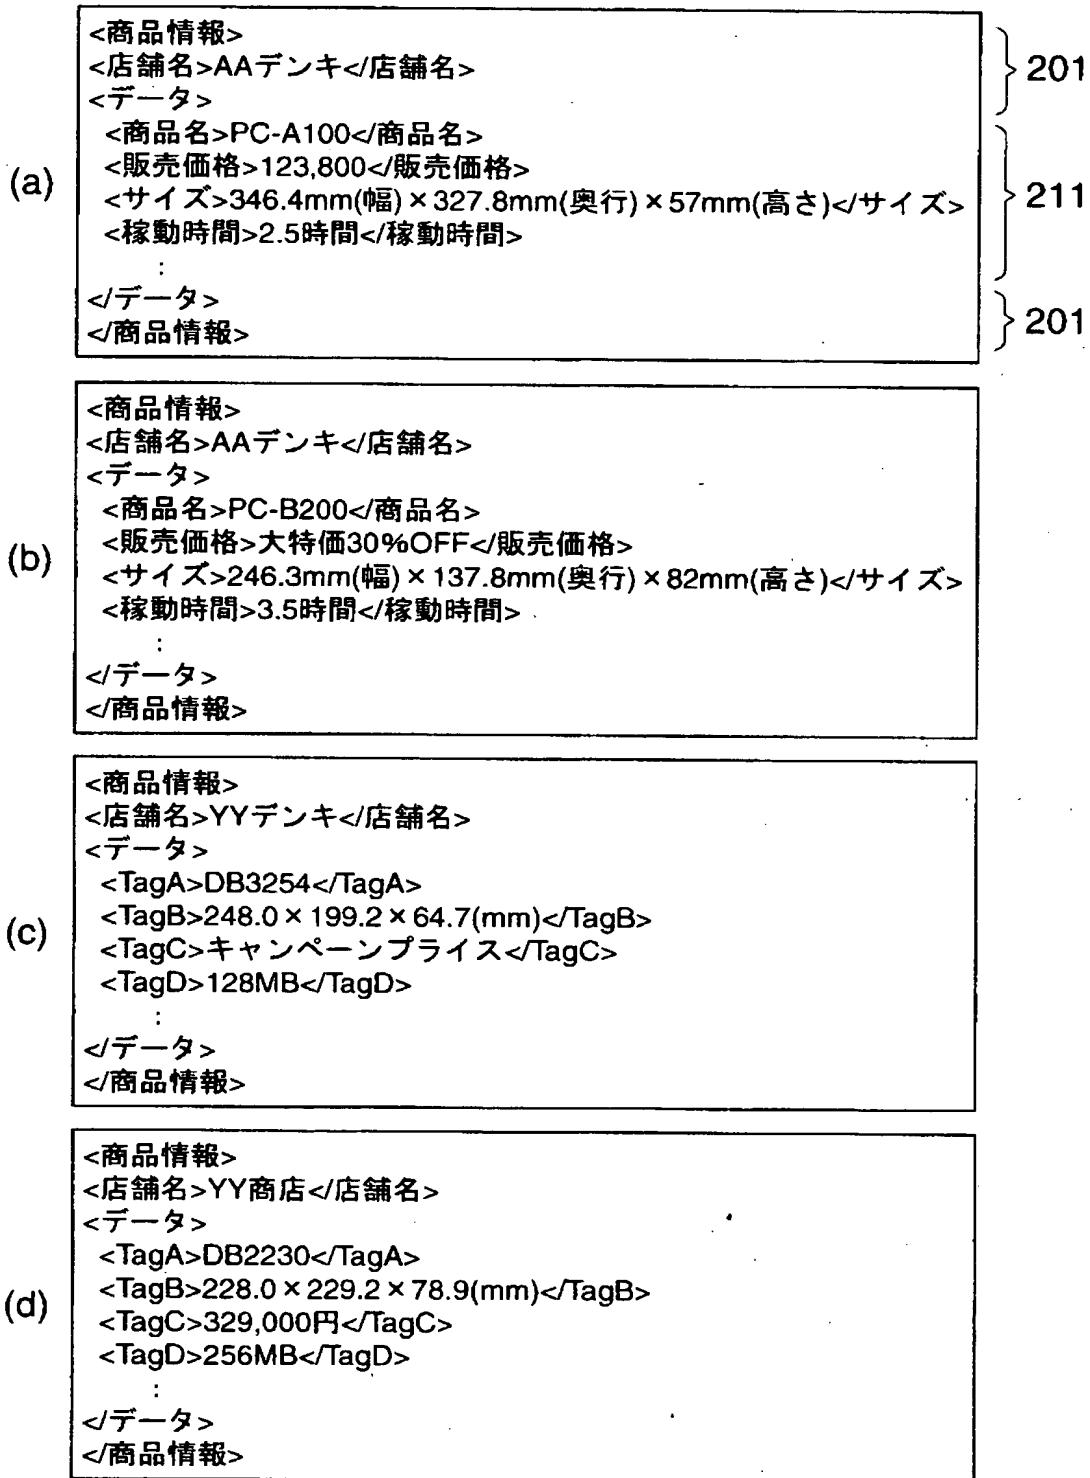 (a)
<商品情報>
<店舗名>AAデンキ</店舗名>
<データ>
<商品名>PC-A100</商品名>
<販売価格>123,800</販売価格>
<サイズ>346.4mm(幅)×327.8mm(奥行)×57mm(高さ)</サイズ>
<稼動時間>2.5時間</稼動時間>
:
</データ>
</商品情報>
201
211
201
(b)
<商品情報>
<店舗名>AAデンキ</店舗名>
<データ>
<商品名>PC-B200</商品名>
<販売価格>大特価30%OFF</販売価格>
<サイズ>246.3mm(幅)×137.8mm(奥行)×82mm(高さ)</サイズ>
<稼動時間>3.5時間</稼動時間>
:
</データ>
</商品情報>
(c)
<商品情報>
<店舗名>YYデンキ</店舗名>
<データ>
<TagA>DB3254</TagA>
<TagB>248.0×199.2×64.7(mm)</TagB>
<TagC>キャンペーンプライス</TagC>
<TagD>128MB</TagD>
:
</データ>
</商品情報>
(d)
<商品情報>
<店舗名>YY商店</店舗名>
<データ>
<TagA>DB2230</TagA>
<TagB>228.0×229.2×78.9(mm)</TagB>
<TagC>329,000円</TagC>
<TagD>256MB</TagD>
:
</データ>
</商品情報>